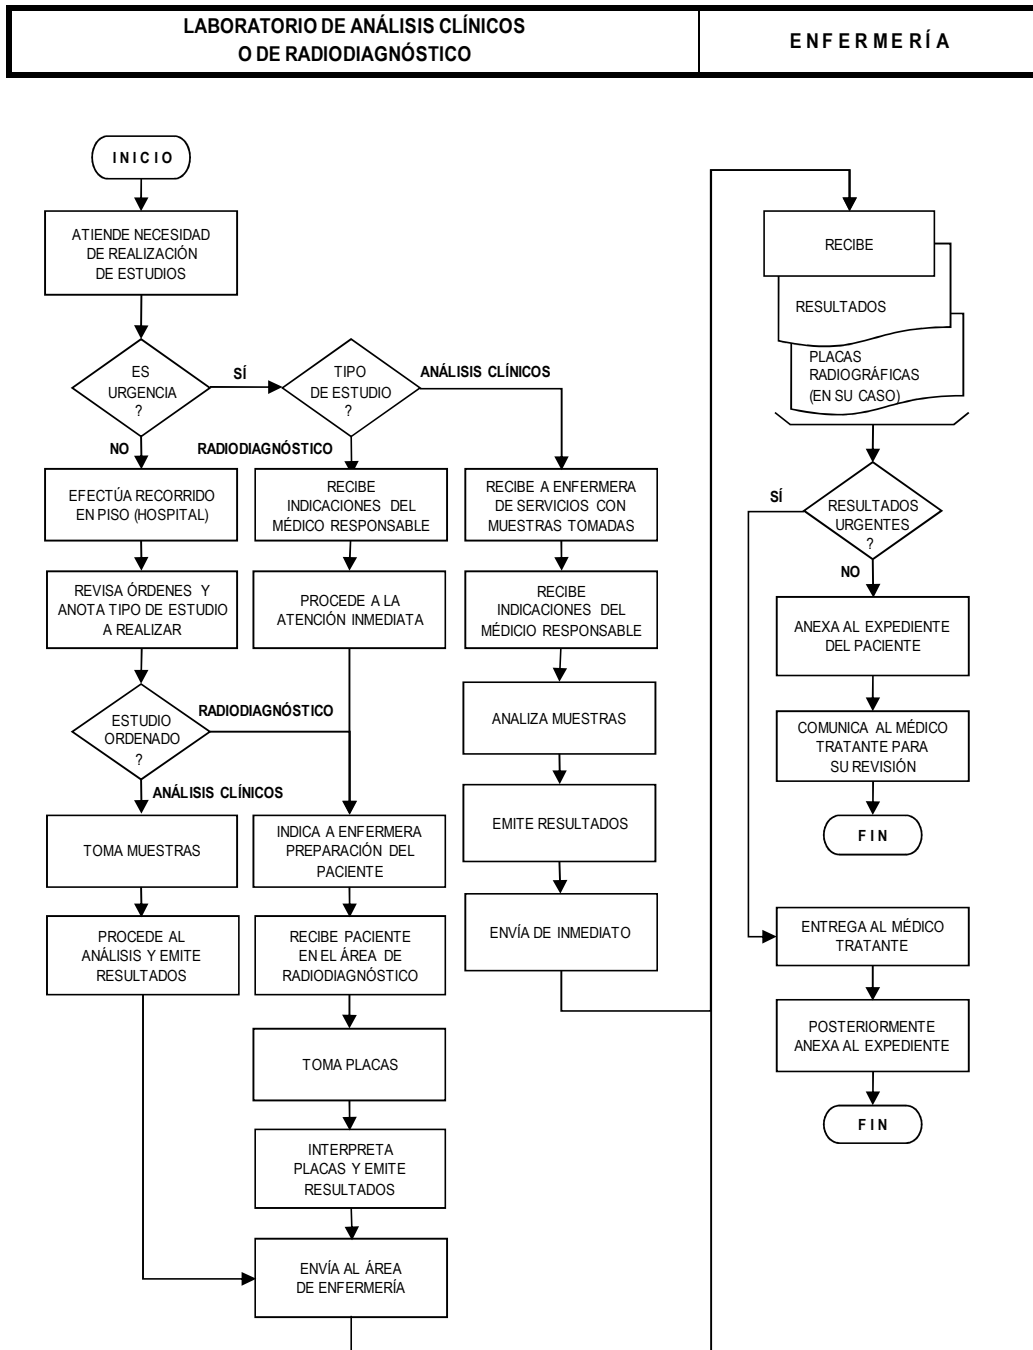 LABORATORIO DE ANÁLISIS CLÍNICOS
O DE RADIODIAGNÓSTICO
ENFERMERÍA
INICIO
ATIENDE NECESIDAD
DE REALIZACIÓN
DE ESTUDIOS
ES
URGENCIA
?
SÍ
NO
TIPO
DE ESTUDIO
?
ANÁLISIS CLÍNICOS
RADIODIAGNÓSTICO
EFECTÚA RECORRIDO
EN PISO (HOSPITAL)
REVISA ÓRDENES Y
ANOTA TIPO DE ESTUDIO
A REALIZAR
ESTUDIO
ORDENADO
?
RADIODIAGNÓSTICO
ANÁLISIS CLÍNICOS
TOMA MUESTRAS
PROCEDE AL
ANÁLISIS Y EMITE
RESULTADOS
RECIBE
INDICACIONES DEL
MÉDICO RESPONSABLE
PROCEDE A LA
ATENCIÓN INMEDIATA
INDICA A ENFERMERA
PREPARACIÓN DEL
PACIENTE
RECIBE PACIENTE
EN EL ÁREA DE
RADIODIAGNÓSTICO
TOMA PLACAS
INTERPRETA
PLACAS Y EMITE
RESULTADOS
ENVÍA AL ÁREA
DE ENFERMERÍA
RECIBE A ENFERMERA
DE SERVICIOS CON
MUESTRAS TOMADAS
RECIBE
INDICACIONES DEL
MÉDICIO RESPONSABLE
ANALIZA MUESTRAS
EMITE RESULTADOS
ENVÍA DE INMEDIATO
RECIBE
RESULTADOS
PLACAS
RADIOGRÁFICAS
(EN SU CASO)
RESULTADOS
URGENTES
?
SÍ
NO
ANEXA AL EXPEDIENTE
DEL PACIENTE
COMUNICA AL MÉDICO
TRATANTE PARA
SU REVISIÓN
FIN
ENTREGA AL MÉDICO
TRATANTE
POSTERIORMENTE
ANEXA AL EXPEDIENTE
FIN